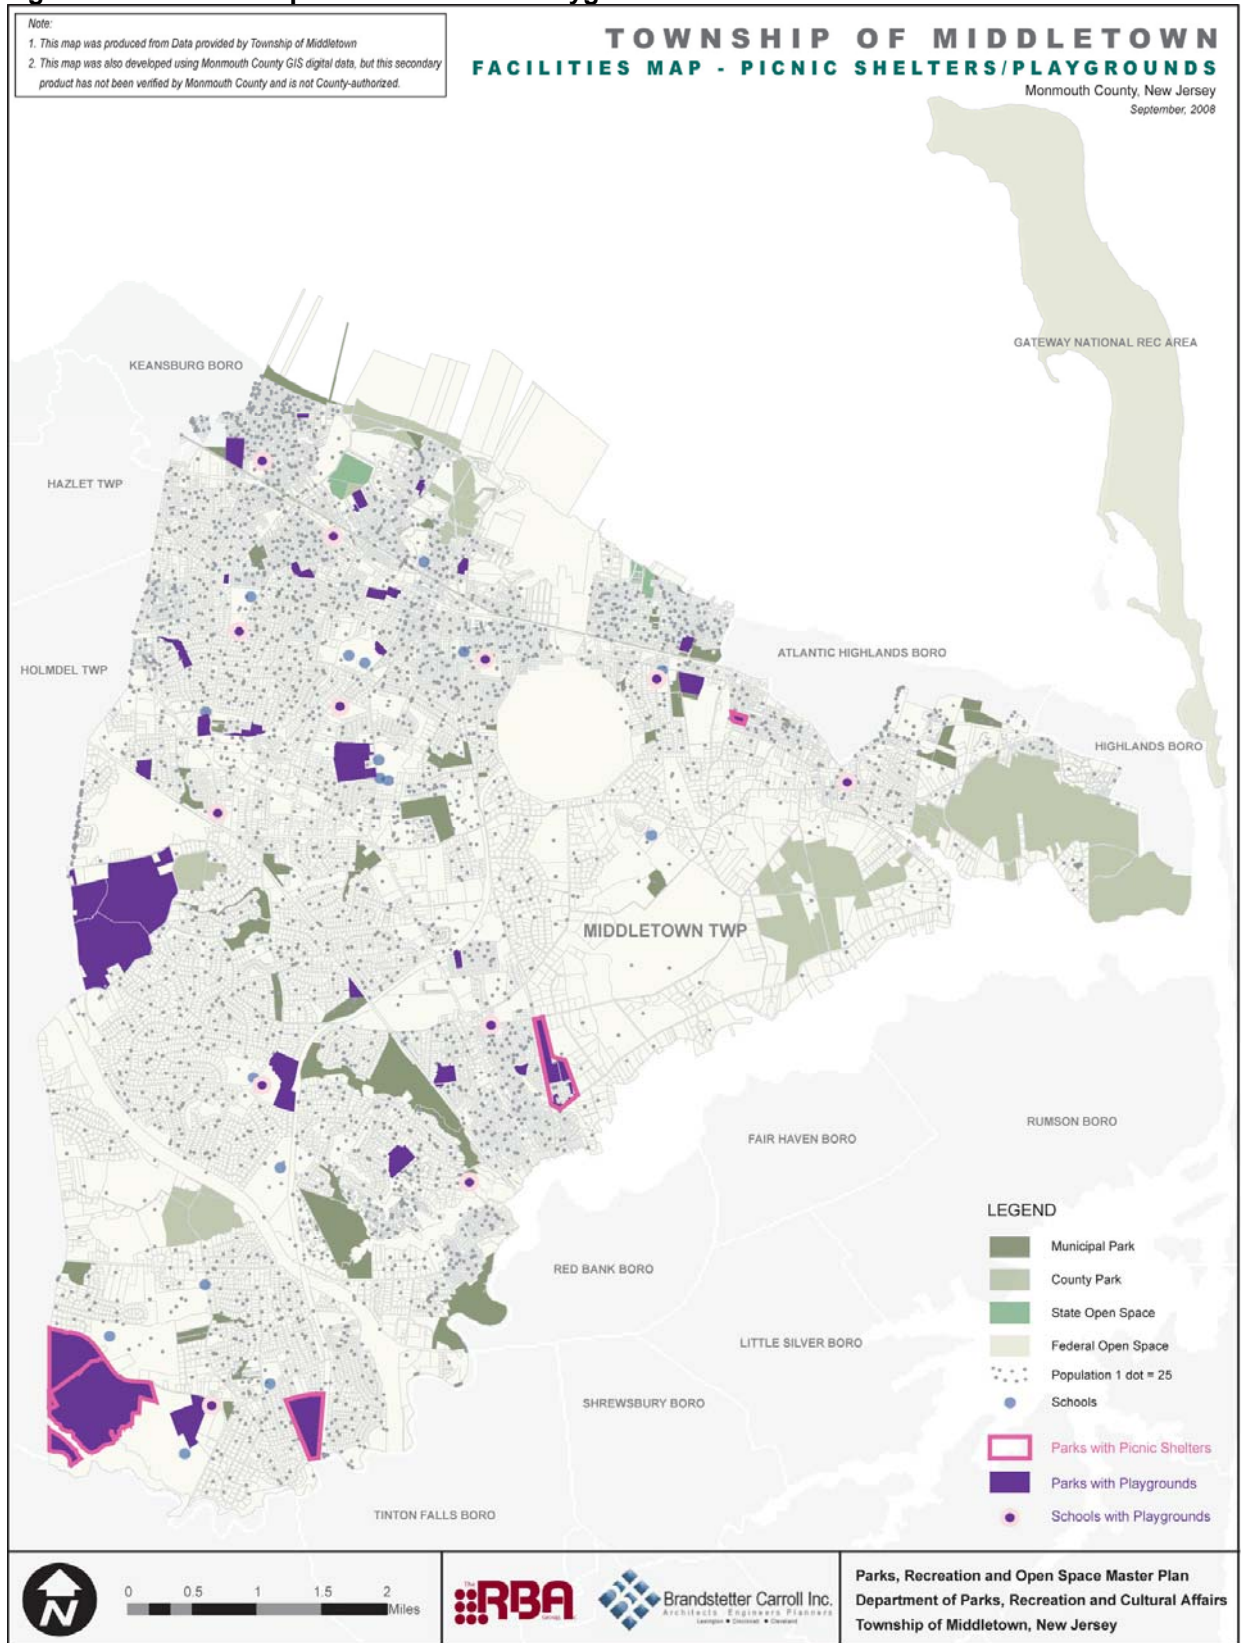 Note:
1. This map was produced from Data provided by Township of Middletown
2. This map was also developed using Monmouth County GIS digital data, but this secondary
product has not been verified by Monmouth County and is not County-authorized.
TOWNSHIP OF MIDDLETOWN
FACILITIES MAP - PICNIC SHELTERS/PLAYGROUNDS
Monmouth County, New Jersey
September, 2008
GATEWAY NATIONAL REC AREA
KEANSBURG BORO
HAZLET TWP
ATLANTIC HIGHLANDS BORO
HOLMDEL TWP
HIGHLANDS BORO
MIDDLETOWN TWP
RUMSON BORO
FAIR HAVEN BORO
RED BANK BORO
LITTLE SILVER BORO
SHREWSBURY BORO
TINTON FALLS BORO
LEGEND
Municipal Park
County Park
State Open Space
Federal Open Space
Population 1 dot = 25
Schools
Parks with Picnic Shelters
Parks with Playgrounds
Schools with Playgrounds
N
0 0.5 1 1.5 2
Miles
The
RBA
Brandstetter Carroll Inc.
Architects Engineers Planners
Lexington Cincinnati Cleveland
Parks, Recreation and Open Space Master Plan
Department of Parks, Recreation and Cultural Affairs
Township of Middletown, New Jersey